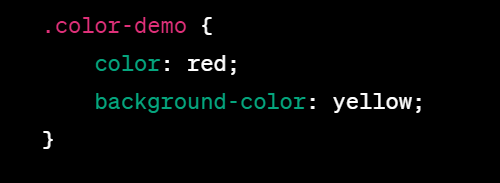 .color-demo {
    color: red;
    background-color: yellow;
}